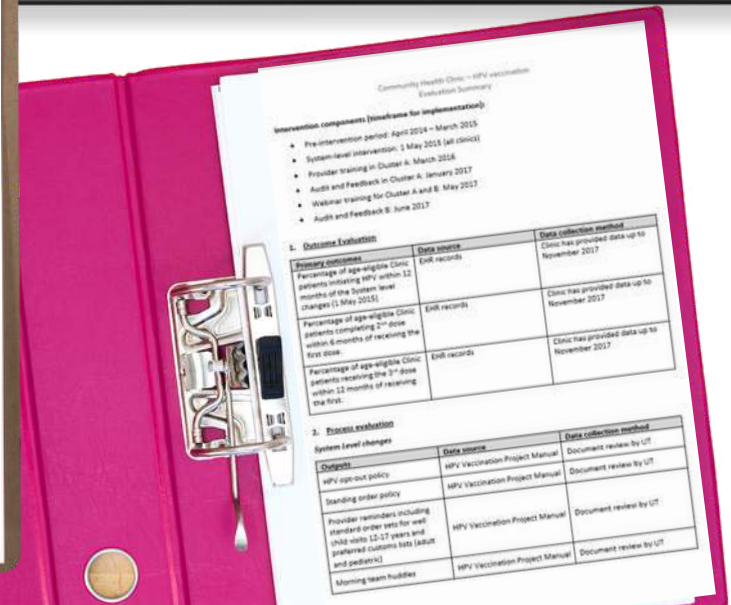 Community Health Clinic – HPV vaccination
Evaluation Summary
Intervention components (timeframe for implementation):
• Pre-intervention period: April 2014 – March 2015
• System-level intervention: 1 May 2015 (all clinics)
• Provider training in Cluster A: March 2016
• Audit and Feedback in Cluster A: January 2017
• Webinar training for Cluster A and B: May 2017
• Audit and Feedback B: June 2017
1. Outcome Evaluation
Primary outcomes Data source Data collection method
Percentage of age-eligible Clinic
patients initiating HPV within 12
months of the System level
changes (1 May 2015)
EHR records
Clinic has provided data up to
November 2017
Percentage of age-eligible Clinic
patients completing 2nd dose
within 6 months of receiving the
first dose.
EHR records
Clinic has provided data up to
November 2017
Percentage of age-eligible Clinic
patients receiving the 3rd dose
within 12 months of receiving
the first.
EHR records
Clinic has provided data up to
November 2017
2. Process evaluation
System Level changes
Outputs Data source Data collection method
HPV opt-out policy HPV Vaccination Project Manual Document review by UT
Standing order policy HPV Vaccination Project Manual Document review by UT
Provider reminders including
standard order sets for well
child visits 12-17 years and
preferred customs lists (adult
and pediatric)
HPV Vaccination Project Manual
Document review by UT
Morning team huddles HPV Vaccination Project Manual Document review by UT